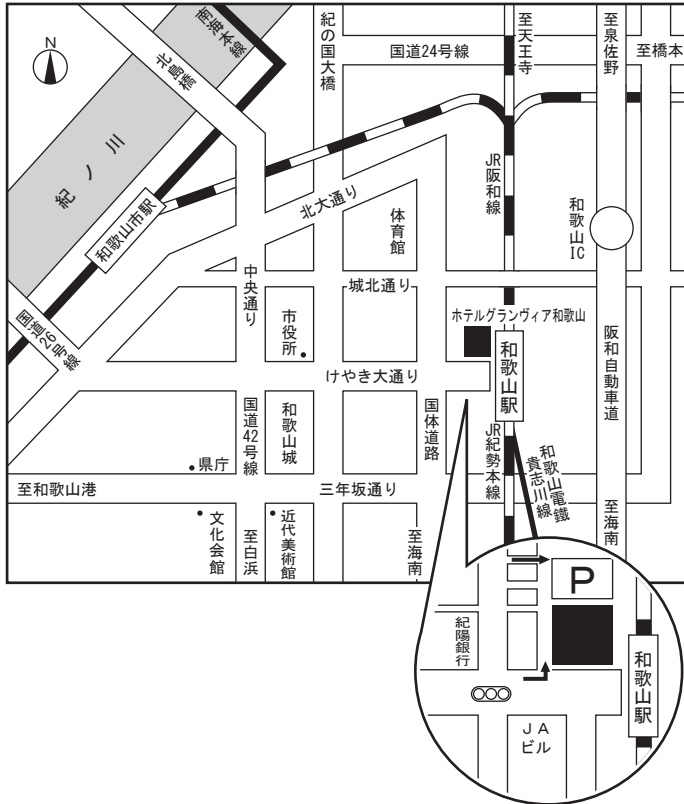 N
南海本線
北島橋
紀の国大橋
国道24号線
至天王寺
至泉佐野
至橋本
紀ノ川
JR阪和線
和歌山IC
和歌山市駅
北大通り
体育館
中央通り
城北通り
国道26号線
市役所
ホテルグランヴィア和歌山
和歌山駅
阪和自動車道
けやき大通り
国道42号線
和歌山城
国体道路
JR紀勢本線
和歌山電鐵
貴志川線
県庁
至和歌山港
三年坂通り
文化会館
至白浜
近代美術館
至海南
至海南
P
紀陽銀行
和歌山駅
JA
ビル